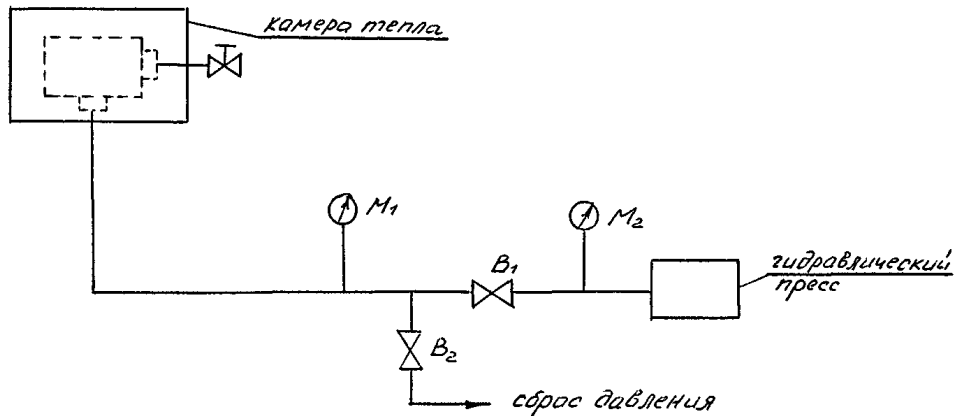 камера тепла
М₁
М₂
В₁
гидравлический
пресс
В₂
сброс давления